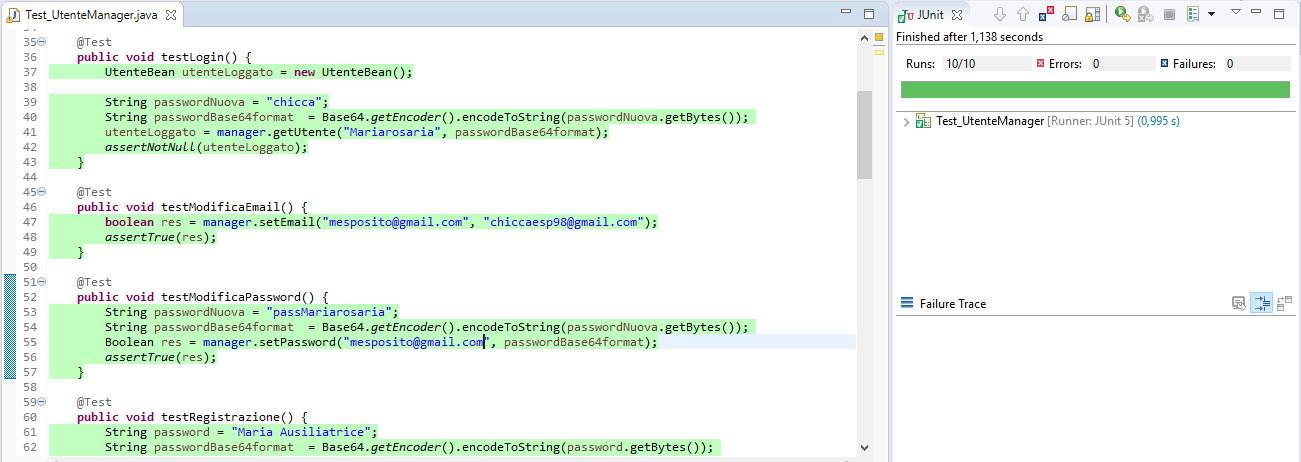 Test_UtenteManager.java
35 @Test
36 public void testLogin() {
37 UtenteBean utenteLoggato = new UtenteBean();
38
39 String passwordNuova = "chicca";
40 String passwordBase64format  = Base64.getEncoder().encodeToString(passwordNuova.getBytes());
41 utenteLoggato = manager.getUtente("Mariarosaria", passwordBase64format);
42 assertNotNull(utenteLoggato);
43 }
44
45 @Test
46 public void testModificaEmail() {
47 boolean res = manager.setEmail("mesposito@gmail.com", "chiccaesp98@gmail.com");
48 assertTrue(res);
49 }
50
51 @Test
52 public void testModificaPassword() {
53 String passwordNuova = "passMariarosaria";
54 String passwordBase64format  = Base64.getEncoder().encodeToString(passwordNuova.getBytes());
55 Boolean res = manager.setPassword("mesposito@gmail.com", passwordBase64format);
56 assertTrue(res);
57 }
58
59 @Test
60 public void testRegistrazione() {
61 String password = "Maria Ausiliatrice";
62 String passwordBase64format  = Base64.getEncoder().encodeToString(password.getBytes());
JUnit
Finished after 1,138 seconds
Runs: 10/10 Errors: 0 Failures: 0
Test_UtenteManager [Runner: JUnit 5] (0,995 s)
Failure Trace